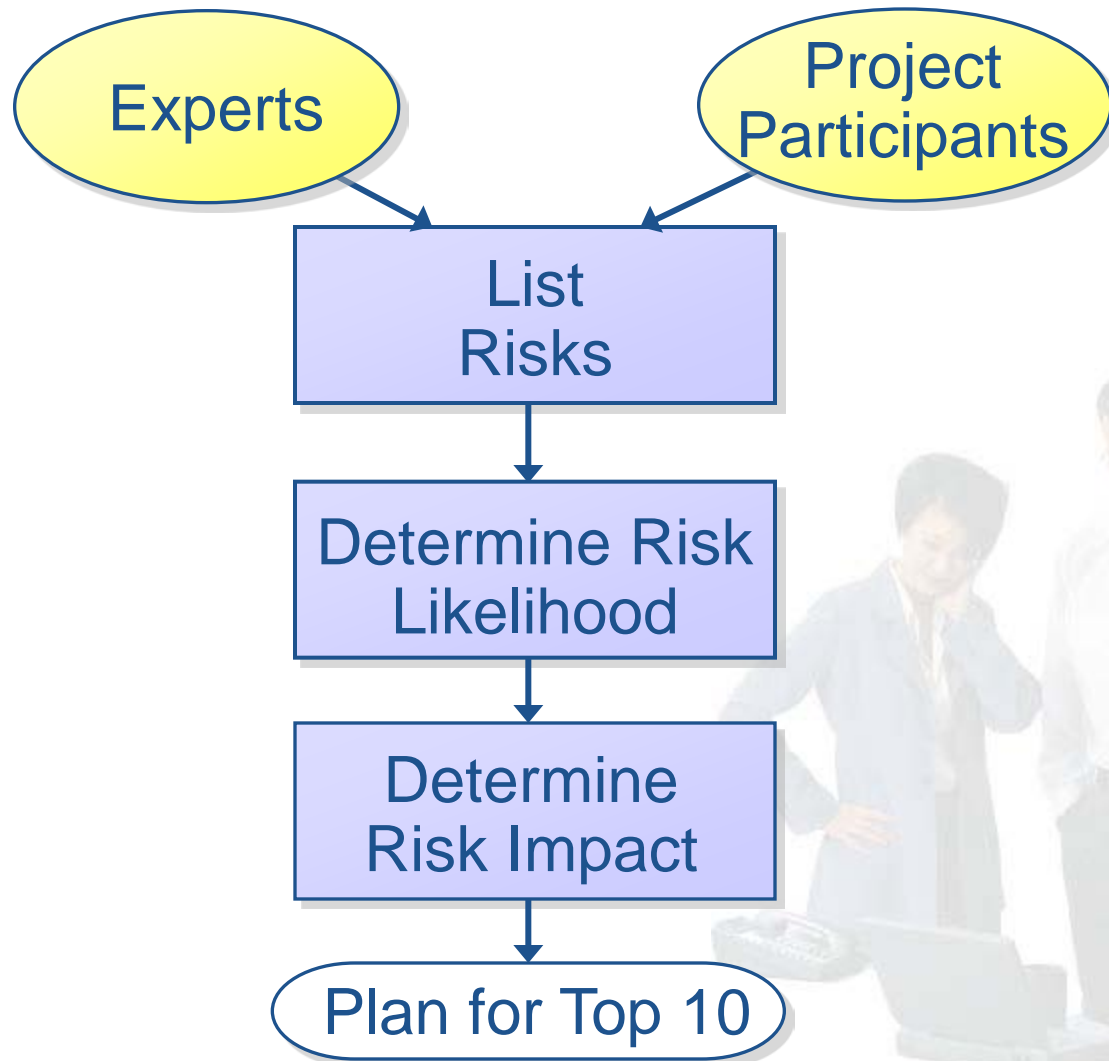 Experts
Project
Participants
List
Risks
Determine Risk
Likelihood
Determine
Risk Impact
Plan for Top 10